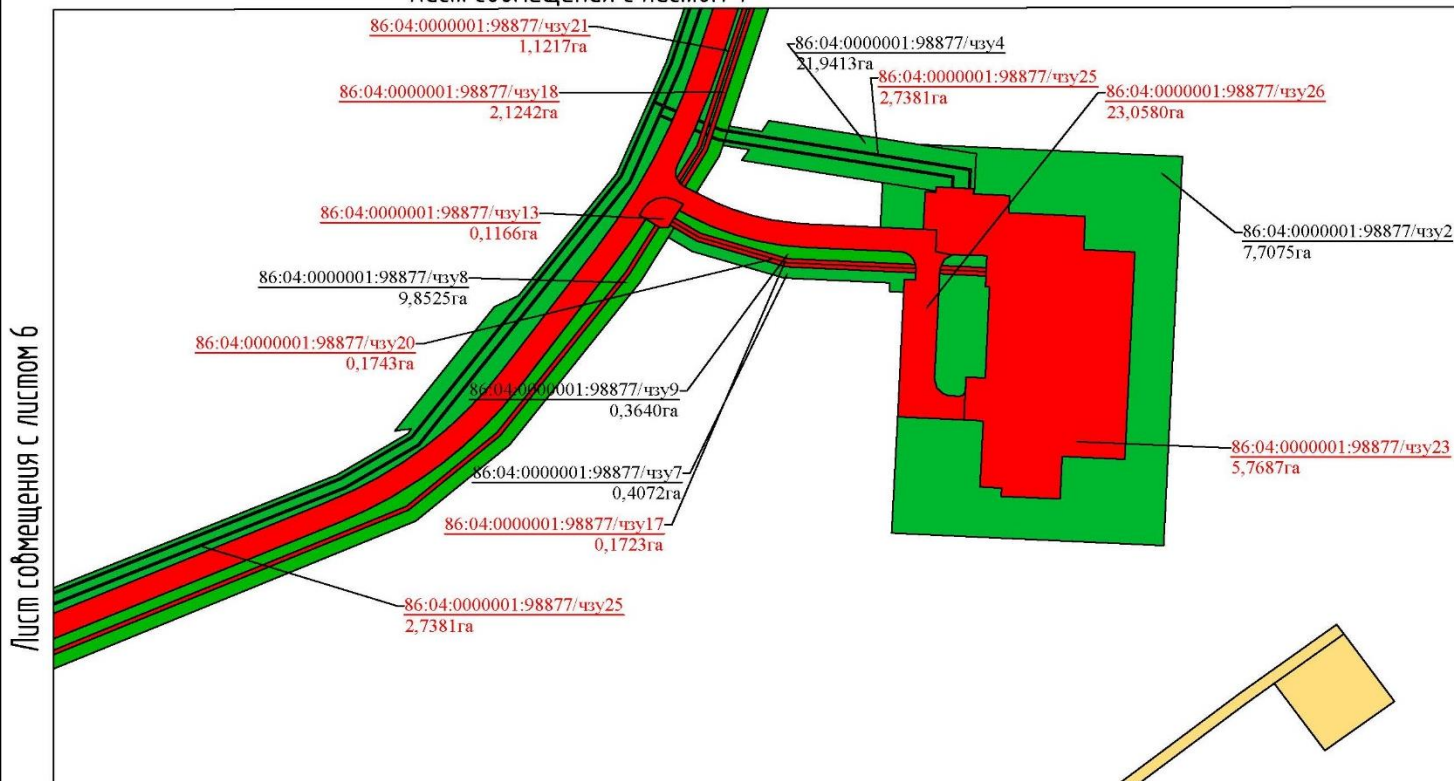 Лист совмещения с листом
86:04:0000001:98877/чзу21
1,1217га
86:04:0000001:98877/чзу4
21,9413га
86:04:0000001:98877/чзу25
2,7381га
86:04:0000001:98877/чзу18
2,1242га
86:04:0000001:98877/чзу26
23,0580га
86:04:0000001:98877/чзу13
0,1166га
86:04:0000001:98877/чзу2
7,7075га
86:04:0000001:98877/чзу8
9,8525га
Лист совмещения с листом 6
86:04:0000001:98877/чзу20
0,1743га
86:04:0000001:98877/чзу9
0,3640га
86:04:0000001:98877/чзу23
5,7687га
86:04:0000001:98877/чзу7
0,4072га
86:04:0000001:98877/чзу17
0,1723га
86:04:0000001:98877/чзу25
2,7381га